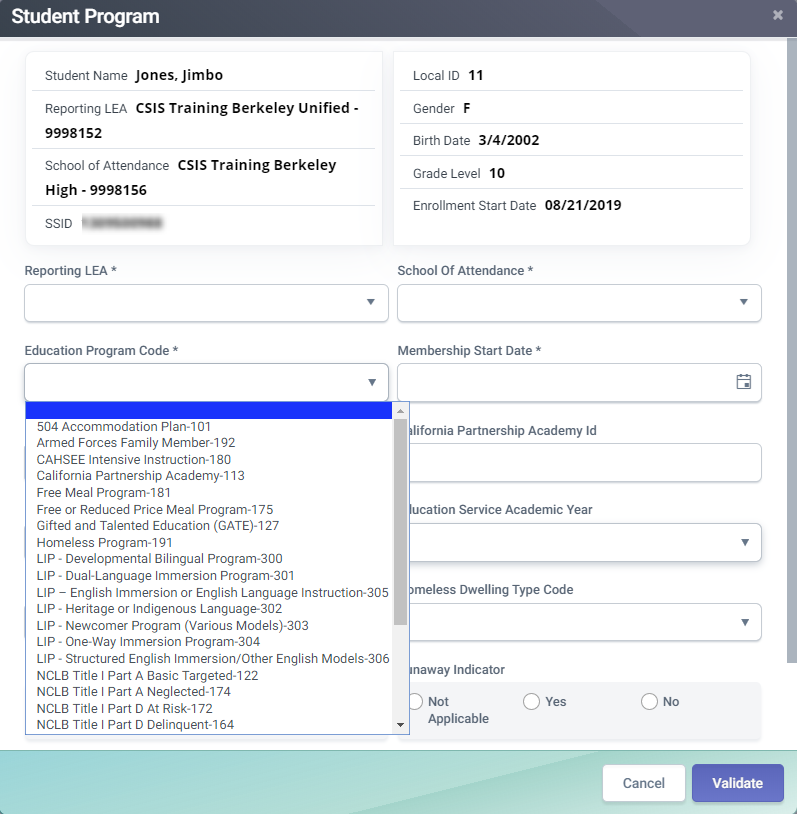 Student Program
Student Name Jones, Jimbo
Reporting LEA CSIS Training Berkeley Unified -
9998152
School of Attendance CSIS Training Berkeley
High - 9998156
SSID
Local ID 11
Gender F
Birth Date 3/4/2002
Grade Level 10
Enrollment Start Date 08/21/2019
Reporting LEA *
School Of Attendance *
Education Program Code *
Membership Start Date *
504 Accommodation Plan-101
Armed Forces Family Member-192
CAHSEE Intensive Instruction-180
California Partnership Academy-113
Free Meal Program-181
Free or Reduced Price Meal Program-175
Gifted and Talented Education (GATE)-127
Homeless Program-191
LIP - Developmental Bilingual Program-300
LIP - Dual-Language Immersion Program-301
LIP – English Immersion or English Language Instruction-305
LIP - Heritage or Indigenous Language-302
LIP - Newcomer Program (Various Models)-303
LIP - One-Way Immersion Program-304
LIP - Structured English Immersion/Other English Models-306
NCLB Title I Part A Basic Targeted-122
NCLB Title I Part A Neglected-174
NCLB Title I Part D At Risk-172
NCLB Title I Part D Delinquent-164
alifornia Partnership Academy Id
ducation Service Academic Year
omeless Dwelling Type Code
unaway Indicator
Not
Applicable
Yes
No
Cancel
Validate